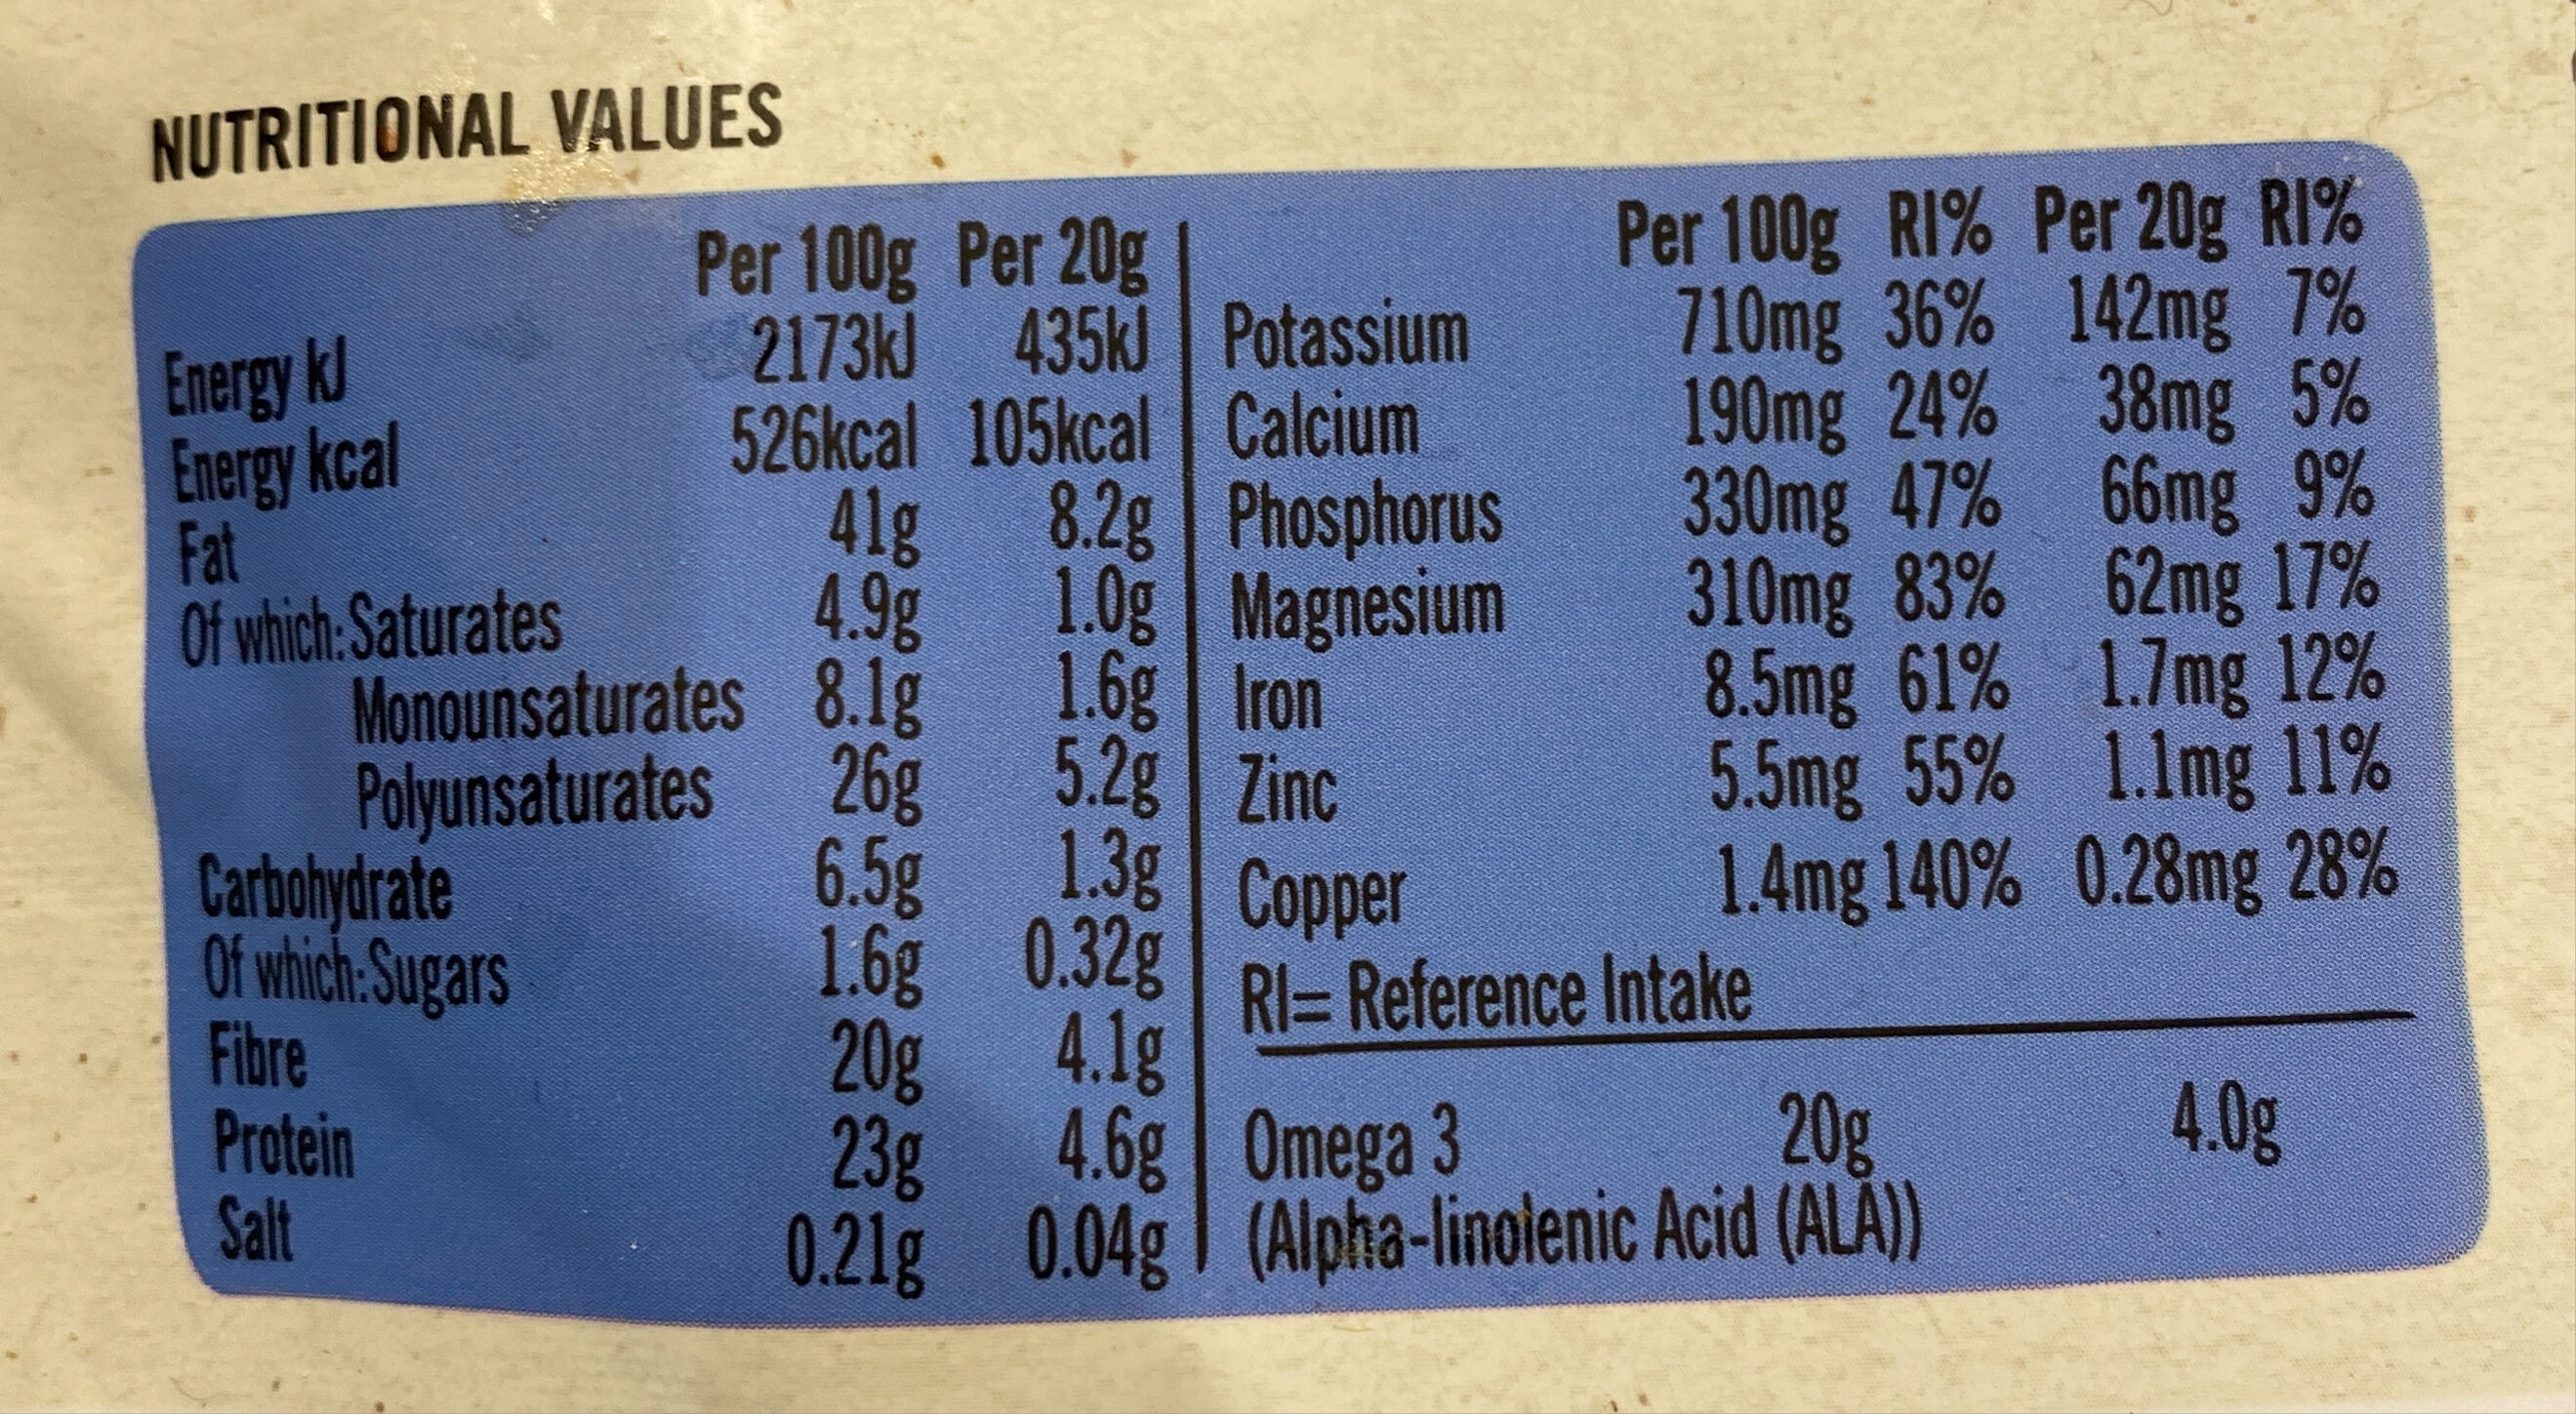 NUTRITIONAL VALUES
Per 100g Per 20g
Energy kJ 2173kJ 435kJ
Energy kcal 526kcal 105kcal
Fat 41g 8.2g
Of which: Saturates 4.9g 1.0g
Monounsaturates 8.1g 1.6g
Polyunsaturates 26g 5.2g
Carbohydrate 6.5g 1.3g
Of which: Sugars 1.6g 0.32g
Fibre 20g 4.1g
Protein 23g 4.6g
Salt 0.21g 0.04g
Per 100g RI% Per 20g RI%
Potassium 710mg 36% 142mg 7%
Calcium 190mg 24% 38mg 5%
Phosphorus 330mg 47% 66mg 9%
Magnesium 310mg 83% 62mg 17%
Iron 8.5mg 61% 1.7mg 12%
Zinc 5.5mg 55% 1.1mg 11%
Copper 1.4mg 140% 0.28mg 28%
RI= Reference Intake
Omega 3 20g 4.0g
(Alpha-linolenic Acid (ALA))